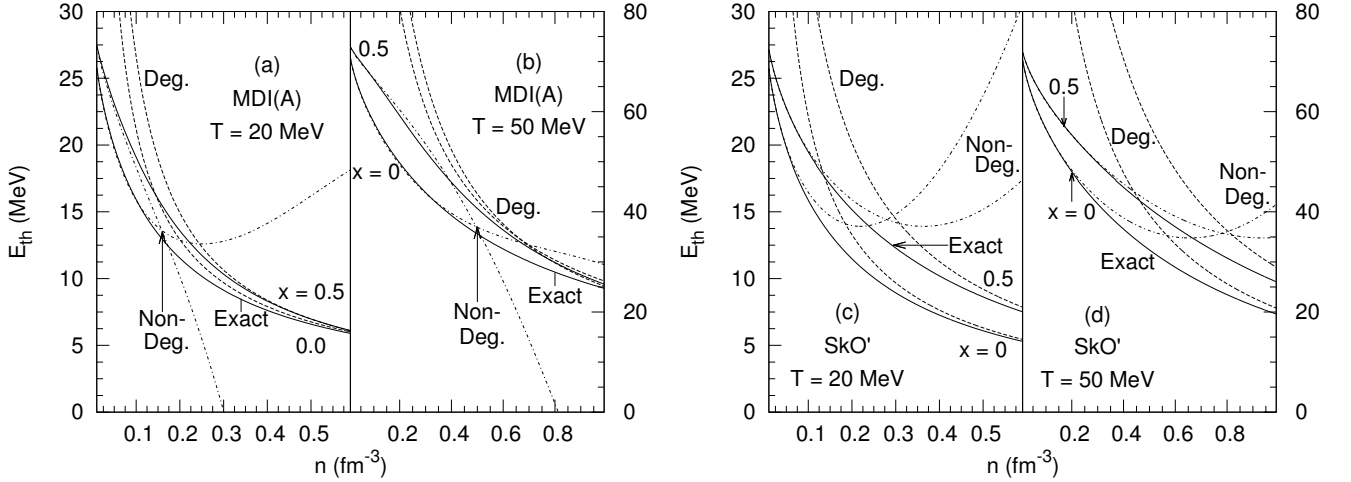 E_th (MeV)
30
25
20
15
10
5
0
0.1 0.2 0.3 0.4 0.5
(a)
MDI(A)
T = 20 MeV
Deg.
x = 0.5
Non-
Deg.
Exact
0.0
80
60
40
20
0
0.2 0.4 0.6 0.8
0.5
(b)
MDI(A)
T = 50 MeV
x = 0
Deg.
Non-
Deg.
Exact
n (fm^-3)
E_th (MeV)
30
25
20
15
10
5
0
0.1 0.2 0.3 0.4 0.5
Deg.
Non-
Deg.
Exact
0.5
(c)
SkO'
T = 20 MeV
x = 0
80
60
40
20
0
0.2 0.4 0.6 0.8
0.5
Deg.
Non-
Deg.
x = 0
Exact
(d)
SkO'
T = 50 MeV
n (fm^-3)